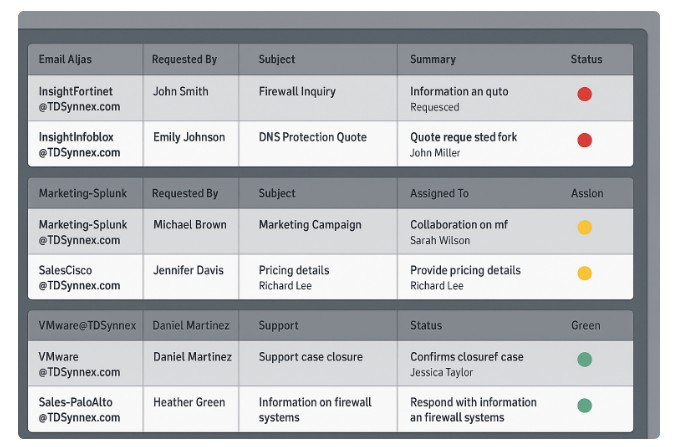 Email Aljas Requested By Subject Summary Status
InsightFortinet John Smith Firewall Inquiry Information an quto
@TDSynnex.com Requesced
InsightInfoblox Emily Johnson DNS Protection Quote Quote reque sted fork
@TDSynnex.com John Miller
Marketing-Splunk Requested By Subject Assigned To Asslon
Marketing-Splunk Michael Brown Marketing Campaign Collaboration on mf
@TDSynnex.com Sarah Wilson
SalesCisco Jennifer Davis Pricing details Provide pricing details
@TDSynnex.com Richard Lee Richard Lee
VMware@TDSynnex Daniel Martinez Support Status Green
VMware Daniel Martinez Support case closure Confirms closuref case
@TDSynnex.com Jessica Taylor
Sales-PaloAlto Heather Green Information on firewall Respond with information
@TDSynnex.com systems an firewall systems